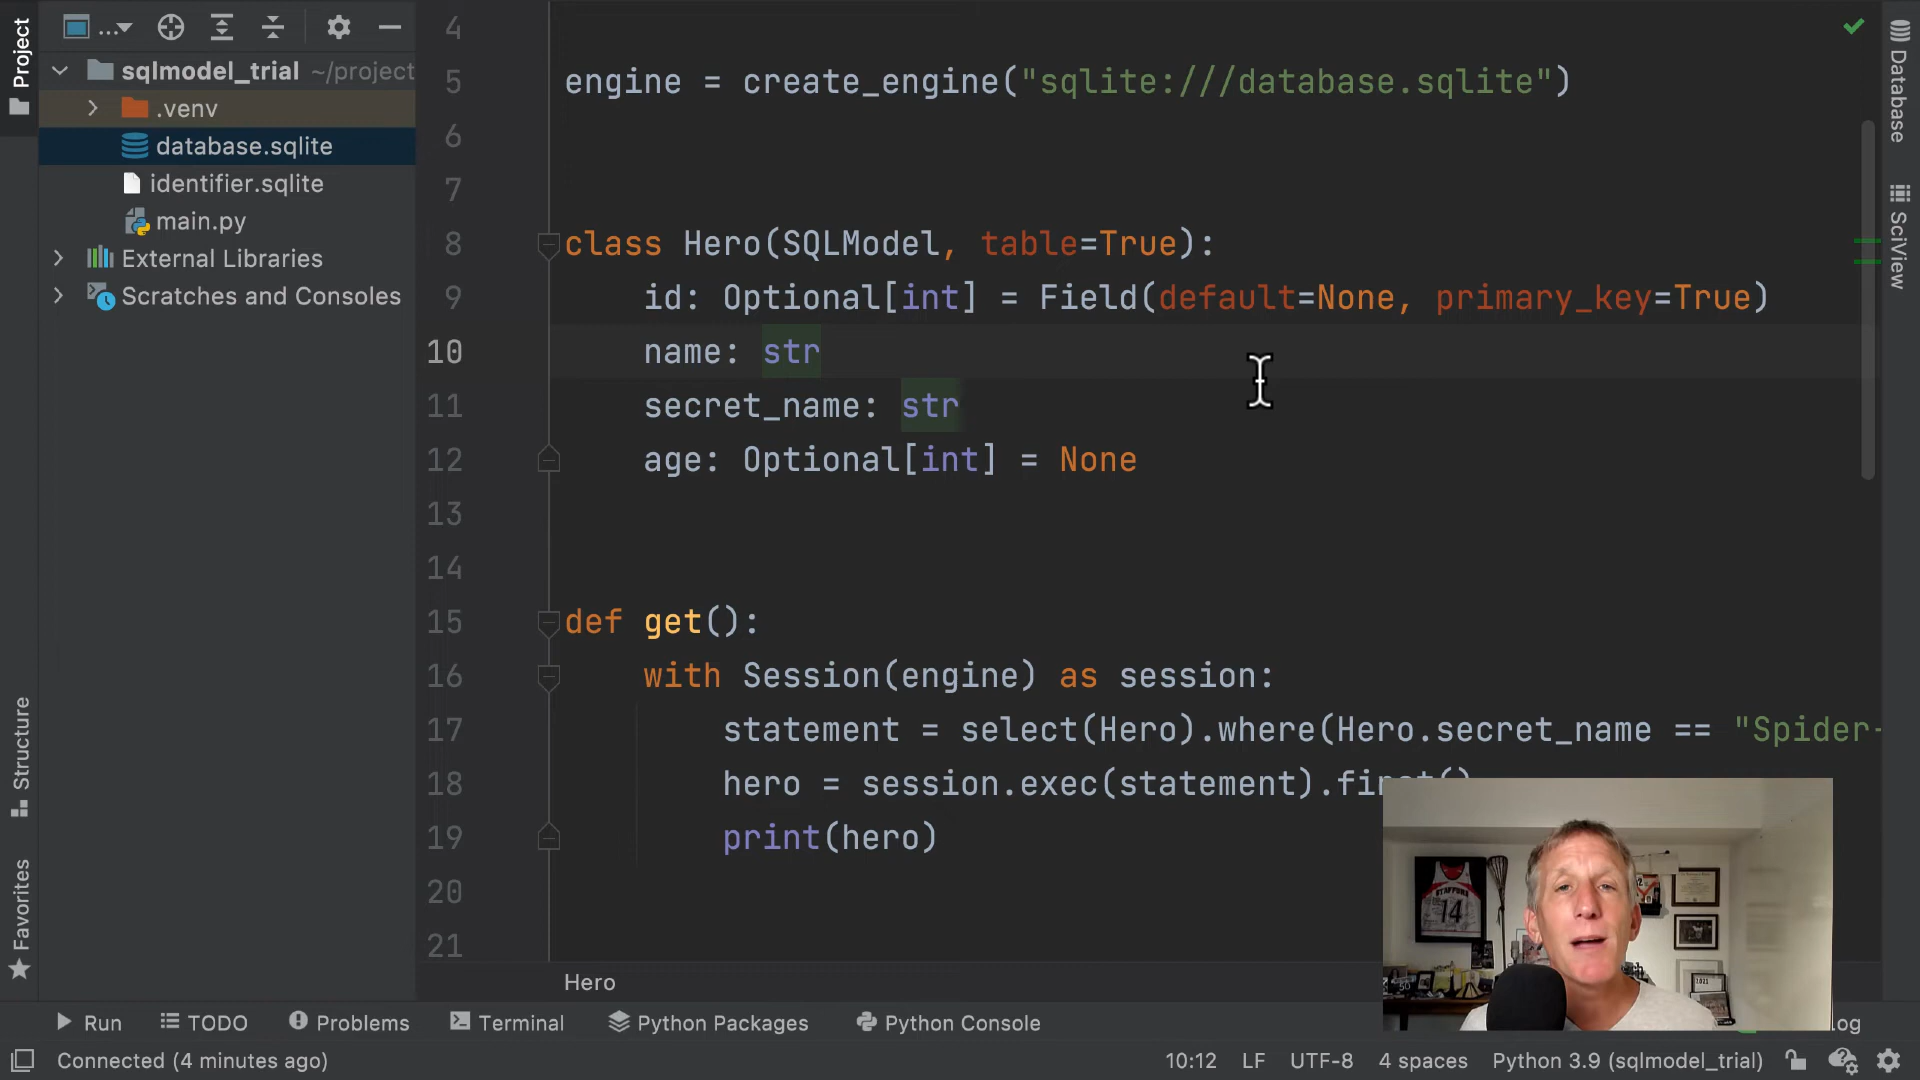 Project
...
sqlmodel_trial ~/project
.venv
database.sqlite
identifier.sqlite
main.py
External Libraries
Scratches and Consoles
Structure
Favorites
4
5 engine = create_engine("sqlite:///database.sqlite")
6
7
8 class Hero(SQLModel, table=True):
9 id: Optional[int] = Field(default=None, primary_key=True)
10 name: str
11 secret_name: str
12 age: Optional[int] = None
13
14
15 def get():
16 with Session(engine) as session:
17 statement = select(Hero).where(Hero.secret_name == "Spider-
18 hero = session.exec(statement).first()
19 print(hero)
20
21
Hero
Database
SciView
STAFFORD
14
Run TODO Problems Terminal Python Packages Python Console og
Connected (4 minutes ago) 10:12 LF UTF-8 4 spaces Python 3.9 (sqlmodel_trial)